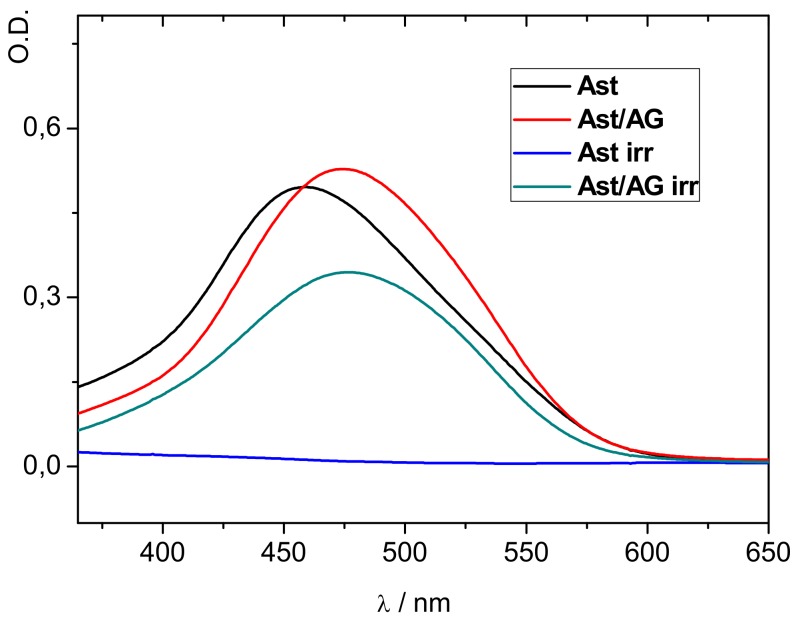 O.D.
Ast
Ast/AG
Ast irr
Ast/AG irr
0,6
0,3
0,0
400 450 500 550 600 650
λ / nm